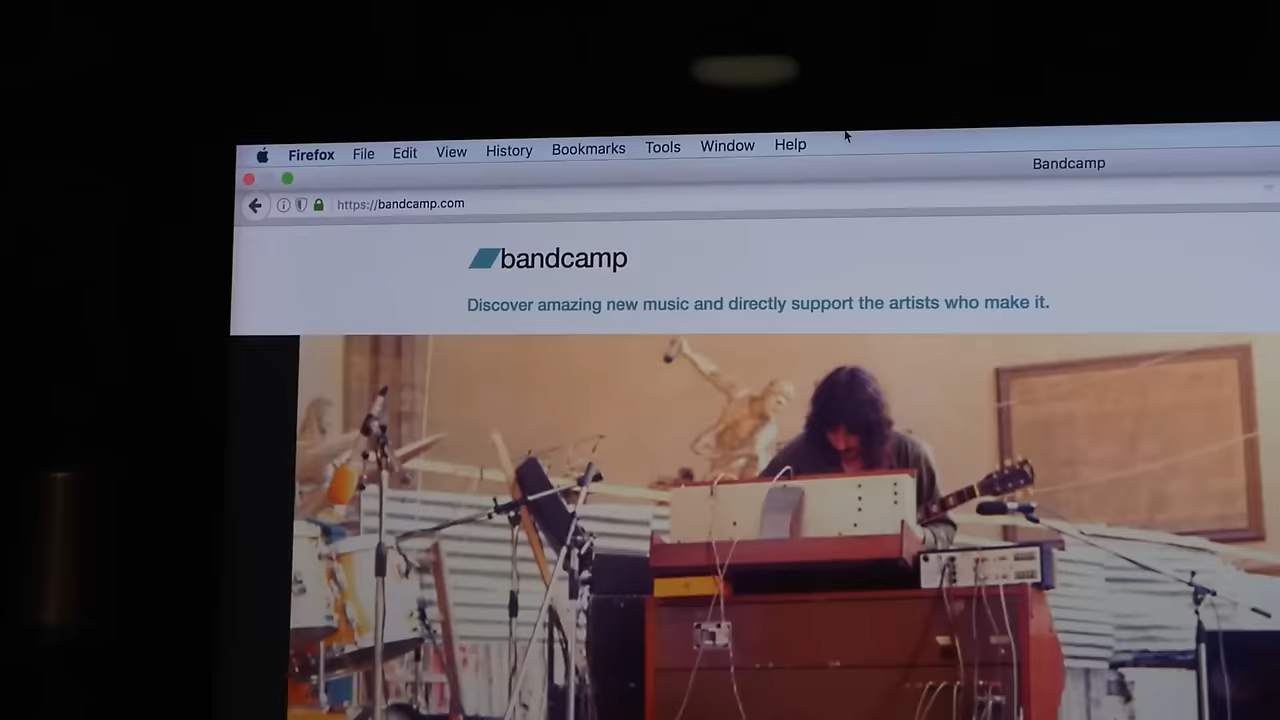 Firefox File Edit View History Bookmarks Tools Window Help
Bandcamp
https://bandcamp.com
bandcamp
Discover amazing new music and directly support the artists who make it.